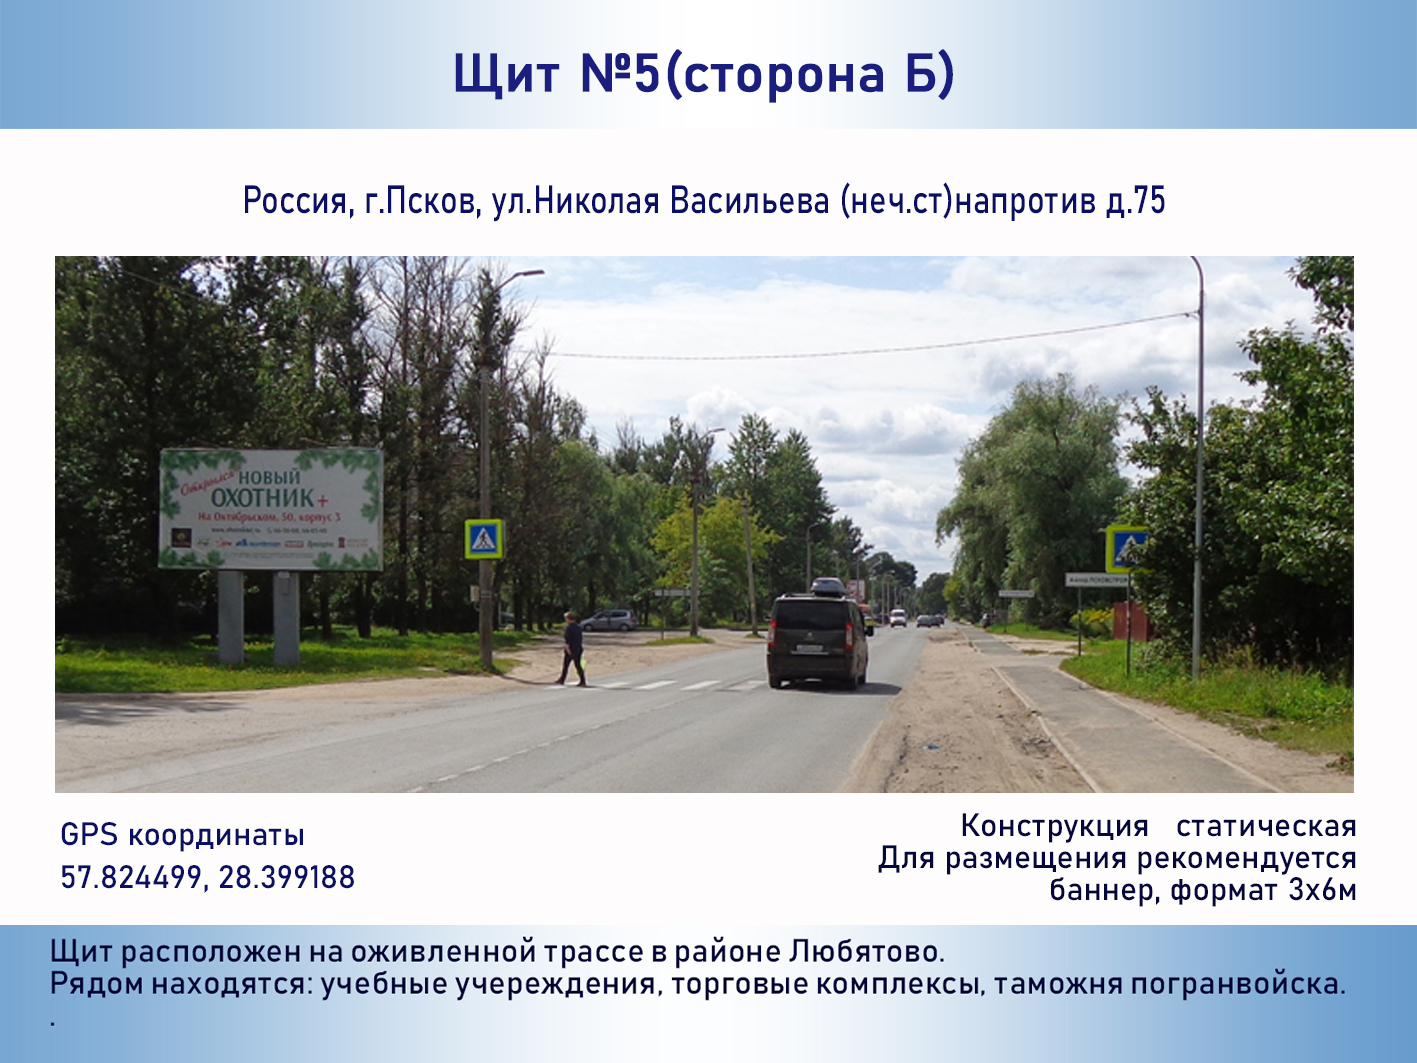 Щит №5(сторона Б)
Россия, г.Псков, ул.Николая Васильева (неч.ст)напротив д.75
Открылся
НОВЫЙ
ОХОТНИК+
На Октябрьском, 50, корпус 3
GPS координаты
57.824499, 28.399188
Конструкция статическая
Для размещения рекомендуется
баннер, формат 3х6м
Щит расположен на оживленной трассе в районе Любятово.
Рядом находятся: учебные учереждения, торговые комплексы, таможня погранвойска.
.